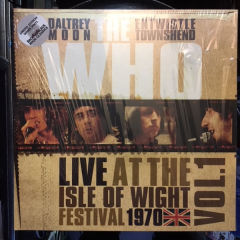 DALTREY
MOON
THE
ENTWISTLE
TOWNSHEND
WHO
LIVE AT THE
ISLE OF WIGHT
FESTIVAL 1970
VOL.1